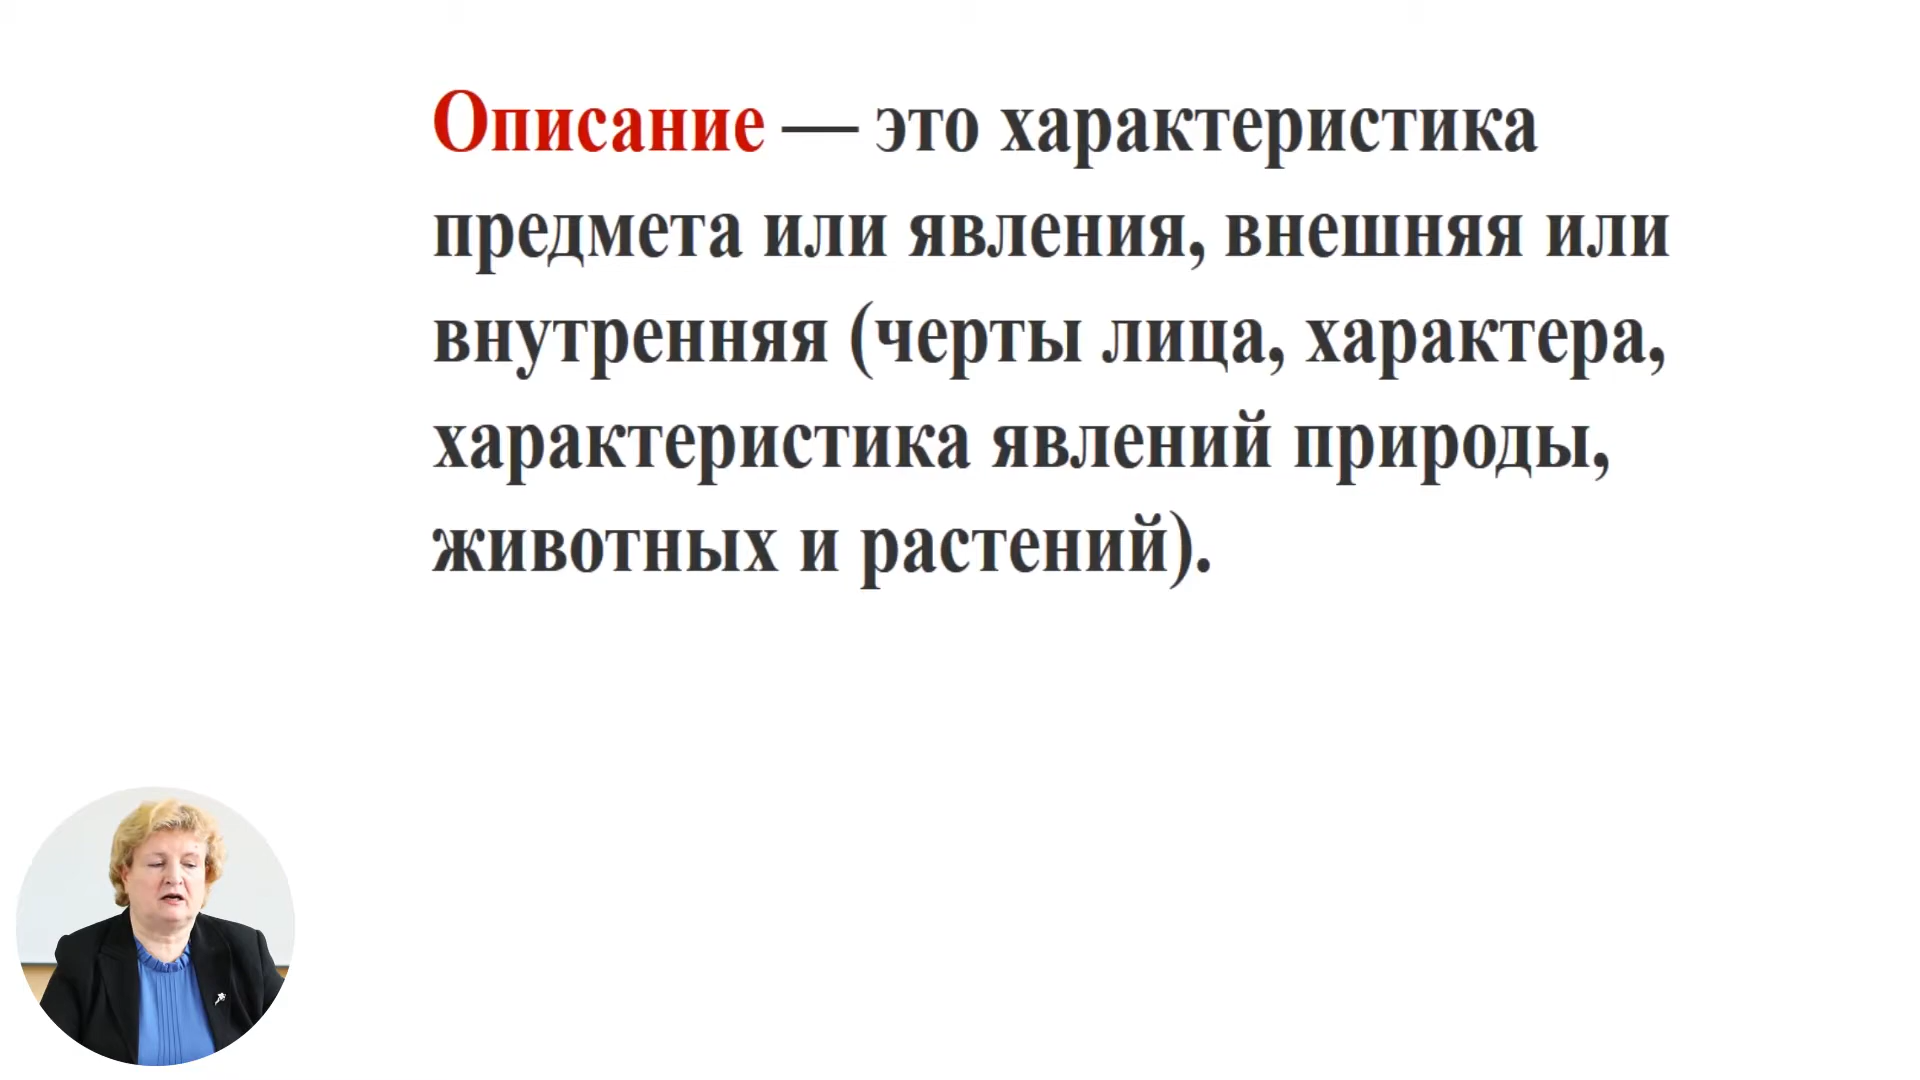 Описание — это характеристика
предмета или явления, внешняя или
внутренняя (черты лица, характера,
характеристика явлений природы,
животных и растений).